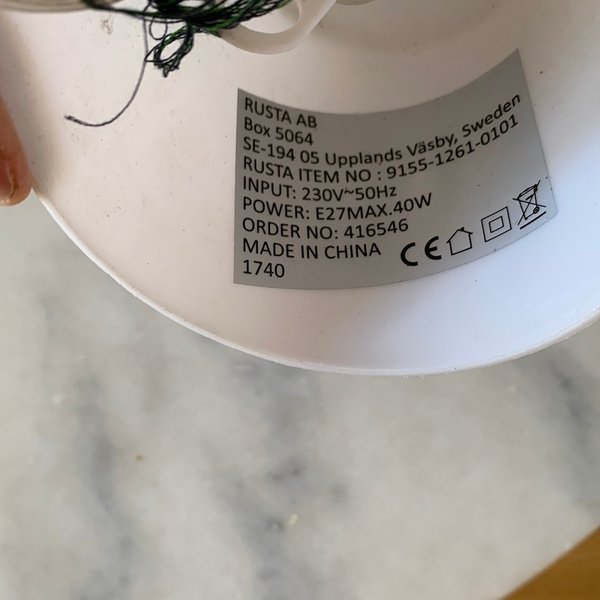 RUSTA AB
Box 5064
SE-194 05 Upplands Väsby, Sweden
RUSTA ITEM NO : 9155-1261-0101
INPUT: 230V~50Hz
POWER: E27MAX.40W
ORDER NO: 416546
MADE IN CHINA
1740
CE